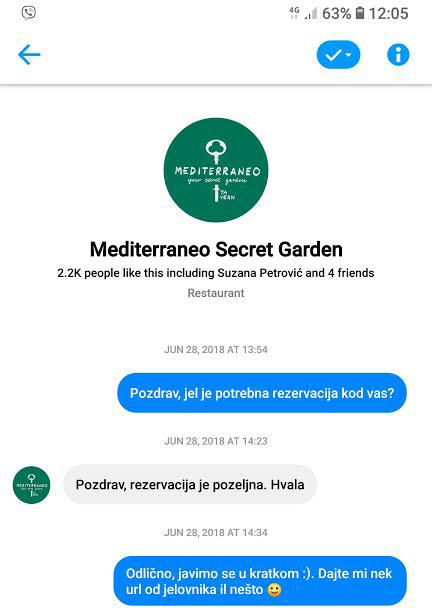 4G 63% 12:05
MEDITERRANEO
your secret garden
TA
VERN
Mediterraneo Secret Garden
2.2K people like this including Suzana Petrović and 4 friends
Restaurant
JUN 28, 2018 AT 13:54
Pozdrav, jel je potrebna rezervacija kod vas?
JUN 28, 2018 AT 14:23
MEDITERRANEO
Pozdrav, rezervacija je pozeljna. Hvala
JUN 28, 2018 AT 14:34
Odlično, javimo se u kratkom :). Dajte mi nek
url od jelovnika il nešto 🙂